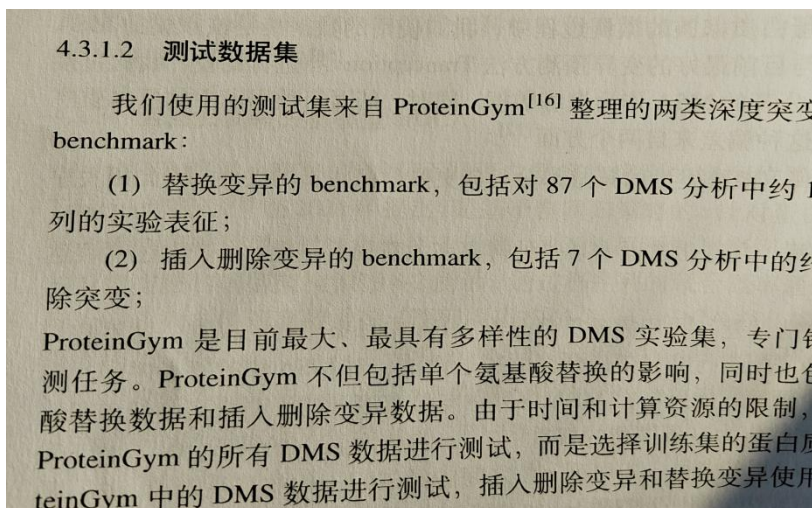 4.3.1.2 测试数据集
我们使用的测试集来自 ProteinGym[16] 整理的两类深度突变
benchmark:
(1) 替换变异的 benchmark，包括对 87 个 DMS 分析中约
列的实验表征；
(2) 插入删除变异的 benchmark，包括 7 个 DMS 分析中的约
除突变；
ProteinGym 是目前最大、最具有多样性的 DMS 实验集，专门
测任务。ProteinGym 不但包括单个氨基酸替换的影响，同时也
酸替换数据和插入删除变异数据。由于时间和计算资源的限制，
ProteinGym 的所有 DMS 数据进行测试，而是选择训练集的蛋白质
teinGym 中的 DMS 数据进行测试，插入删除变异和替换变异使用